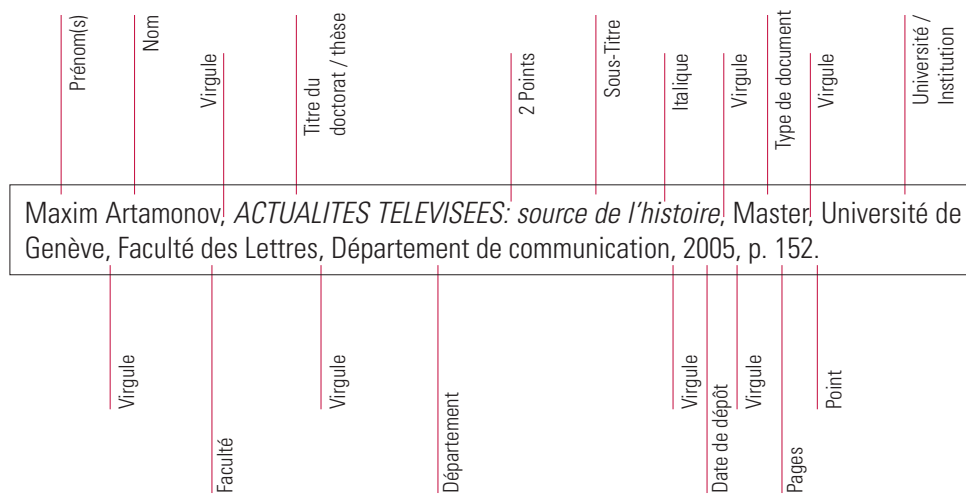 Prénom(s)
Nom
Virgule
Titre du
doctorat / thèse
2 Points
Sous-Titre
Italique
Virgule
Type de document
Virgule
Université /
Institution
Maxim Artamonov, ACTUALITES TELEVISEES: source de l’histoire, Master, Université de
Genève, Faculté des Lettres, Département de communication, 2005, p. 152.
Virgule
Faculté
Virgule
Département
Virgule
Date de dépôt
Virgule
Pages
Point